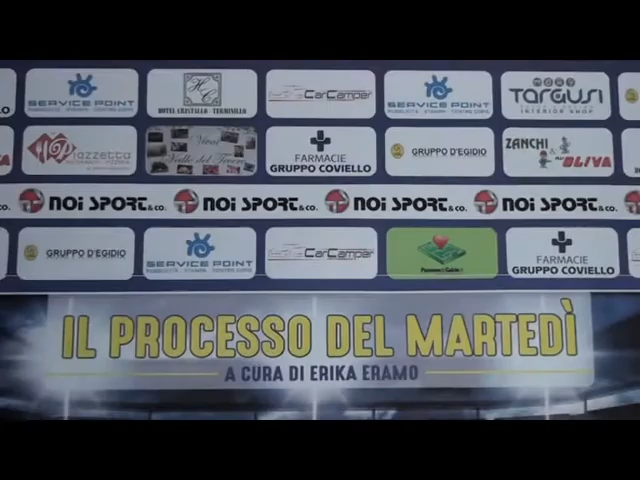 SERVICE POINT
HOTEL CRISTALLO - TERMINILLO
CarCamper
SERVICE POINT
TARGUSI
INTERIOR SHOP
Piazzetta
Valle del Tevere
FARMACIE
GRUPPO COVIELLO
GRUPPO D'EGIDIO
ZANCHI &
OLIVA
NOI SPORT & CO. NOI SPORT & CO. NOI SPORT & CO. NOI SPORT & CO.
GRUPPO D'EGIDIO
SERVICE POINT
CarCamper
FARMACIE
GRUPPO COVIELLO
IL PROCESSO DEL MARTEDÌ
A CURA DI ERIKA ERAMO